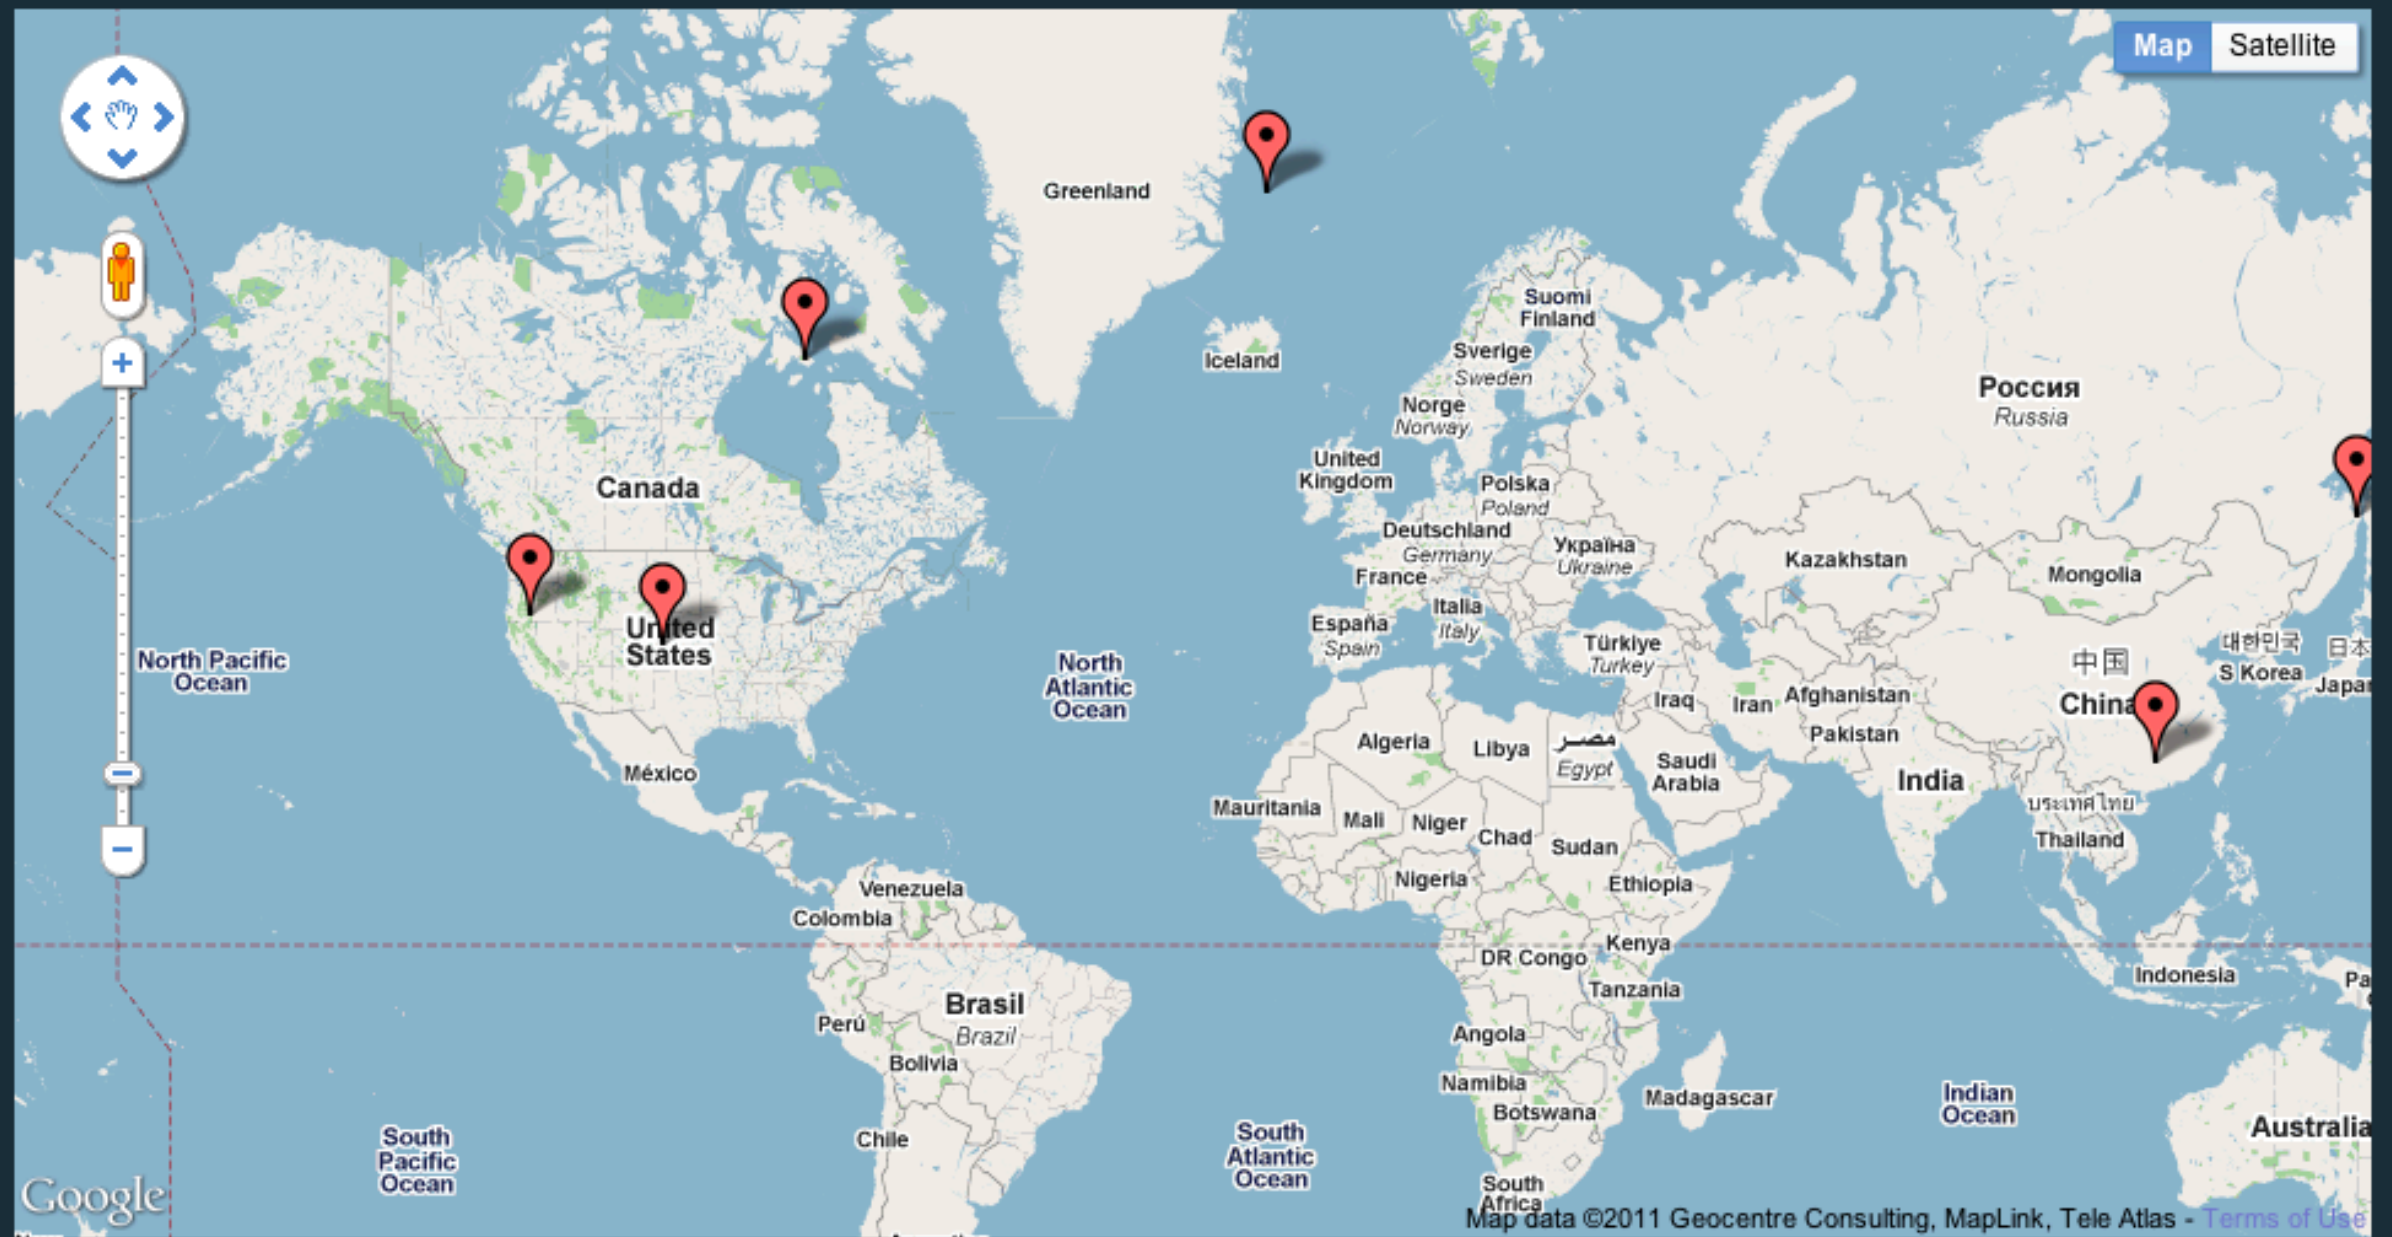 Map Satellite
Greenland
Suomi
Finland
Iceland
Sverige
Sweden
Россия
Russia
Norge
Norway
United
Kingdom
Canada
Polska
Poland
Deutschland
Germany
Україна
Ukraine
Kazakhstan
Mongolia
France
Italia
Italy
España
Spain
United
States
Türkiye
Turkey
대한민국
S Korea
日本
Japan
中国
China
North Pacific
Ocean
North
Atlantic
Ocean
Iraq
Iran
Afghanistan
Pakistan
Algeria
Libya
مصر
Egypt
Saudi
Arabia
India
México
Mauritania
Mali
Niger
Chad
Sudan
ประเทศไทย
Thailand
Nigeria
Ethiopia
Venezuela
Colombia
Kenya
DR Congo
Indonesia
Pa
Tanzania
Brasil
Brazil
Perú
Angola
Bolivia
Namibia
Botswana
Madagascar
Indian
Ocean
Australia
Chile
South
Pacific
Ocean
South
Atlantic
Ocean
South
Africa
Google
Map data ©2011 Geocentre Consulting, MapLink, Tele Atlas - Terms of Use